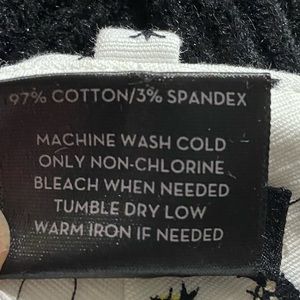 97% COTTON/3% SPANDEX
MACHINE WASH COLD
ONLY NON-CHLORINE
BLEACH WHEN NEEDED
TUMBLE DRY LOW
WARM IRON IF NEEDED